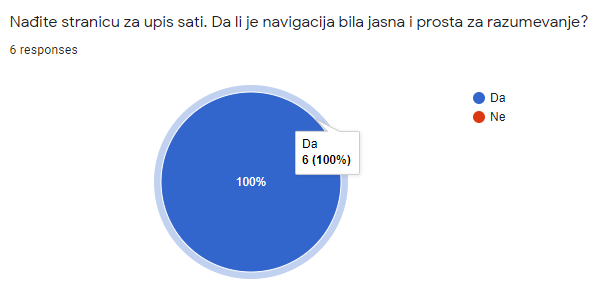 Nađite stranicu za upis sati. Da li je navigacija bila jasna i prosta za razumevanje?
6 responses
Da
Ne
Da
6 (100%)
100%